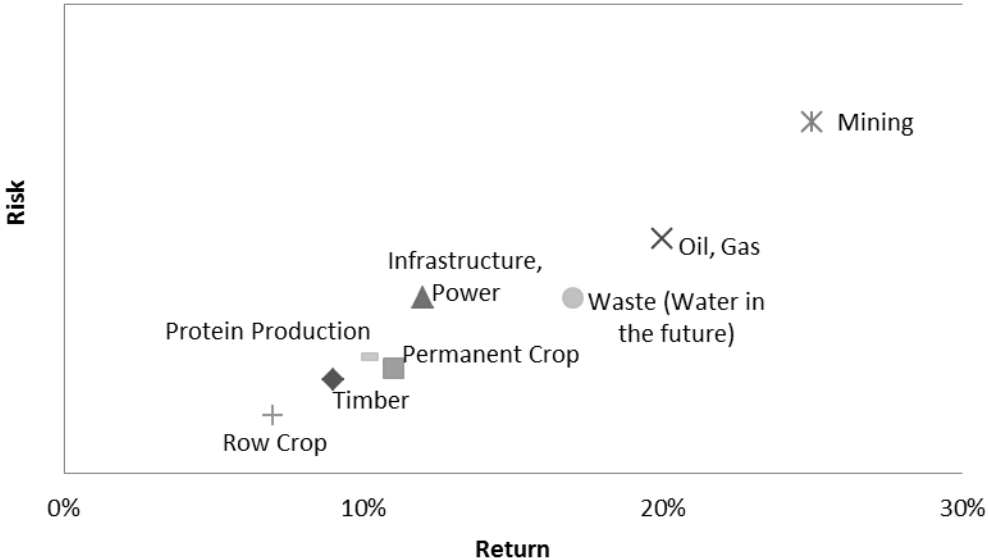 Risk
Mining
Oil, Gas
Infrastructure,
Power
Waste (Water in
the future)
Protein Production
Permanent Crop
Timber
Row Crop
0%
10%
20%
30%
Return